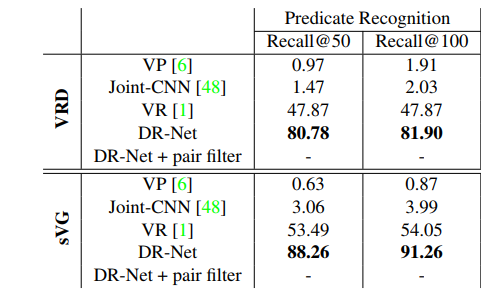 Predicate Recognition
Recall@50 Recall@100
VRD
VP [6] 0.97 1.91
Joint-CNN [48] 1.47 2.03
VR [1] 47.87 47.87
DR-Net 80.78 81.90
DR-Net + pair filter - -
sVG
VP [6] 0.63 0.87
Joint-CNN [48] 3.06 3.99
VR [1] 53.49 54.05
DR-Net 88.26 91.26
DR-Net + pair filter - -